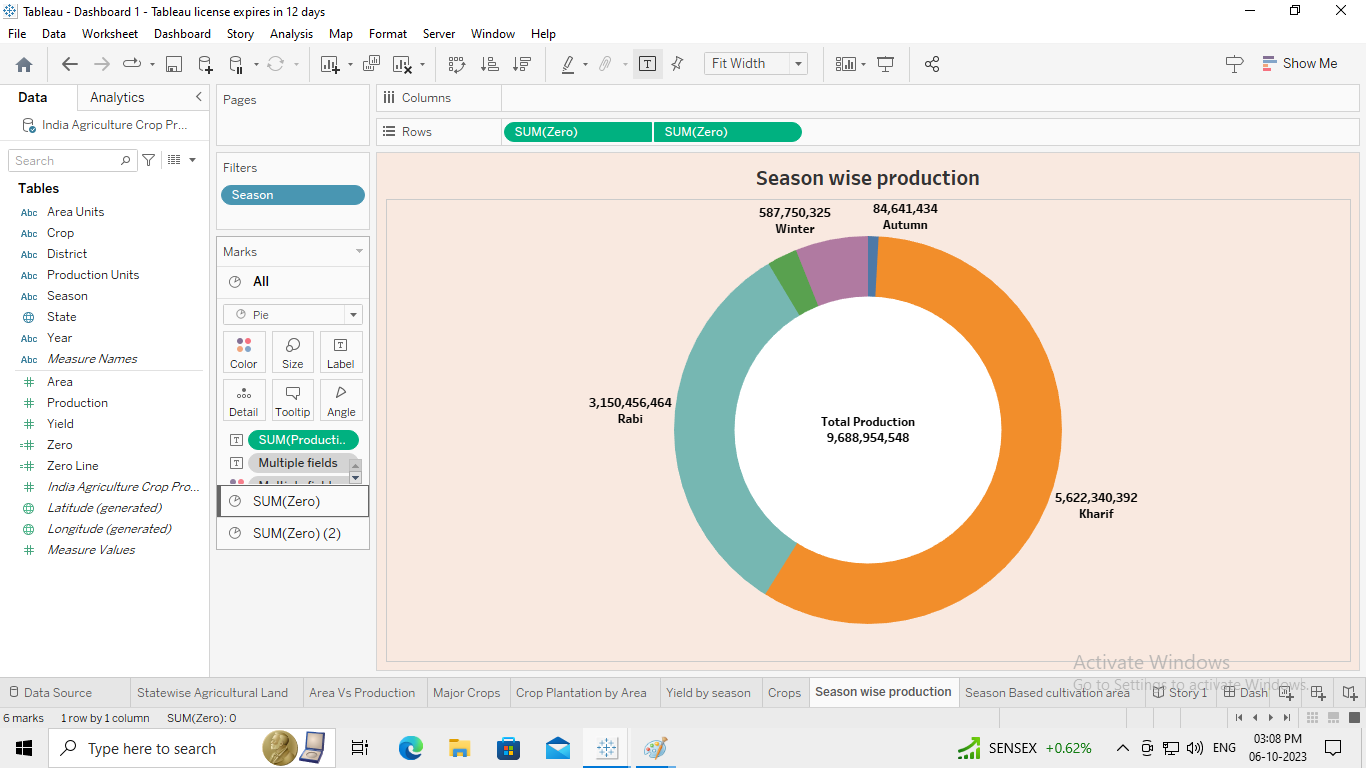 Tableau - Dashboard 1 - Tableau license expires in 12 days
File Data Worksheet Dashboard Story Analysis Map Format Server Window Help
Fit Width
Show Me
Data Analytics
India Agriculture Crop Pr...
Search
Tables
Abc Area Units
Abc Crop
Abc District
Abc Production Units
Abc Season
State
Abc Year
Abc Measure Names
# Area
# Production
# Yield
=# Zero
=# Zero Line
# India Agriculture Crop Pro...
Latitude (generated)
Longitude (generated)
# Measure Values
Pages
Filters
Season
Marks
All
Pie
Color Size Label
Detail Tooltip Angle
SUM(Producti..
Multiple fields
SUM(Zero)
SUM(Zero) (2)
Columns
Rows SUM(Zero) SUM(Zero)
Season wise production
587,750,325
Winter
84,641,434
Autumn
3,150,456,464
Rabi
Total Production
9,688,954,548
5,622,340,392
Kharif
Activate Windows
Go to Settings to activate Windows.
Data Source Statewise Agricultural Land Area Vs Production Major Crops Crop Plantation by Area Yield by season Crops Season wise production Season Based cultivation area Story 1 Dash
6 marks 1 row by 1 column SUM(Zero): 0
Type here to search
SENSEX +0.62%
ENG
03:08 PM
06-10-2023